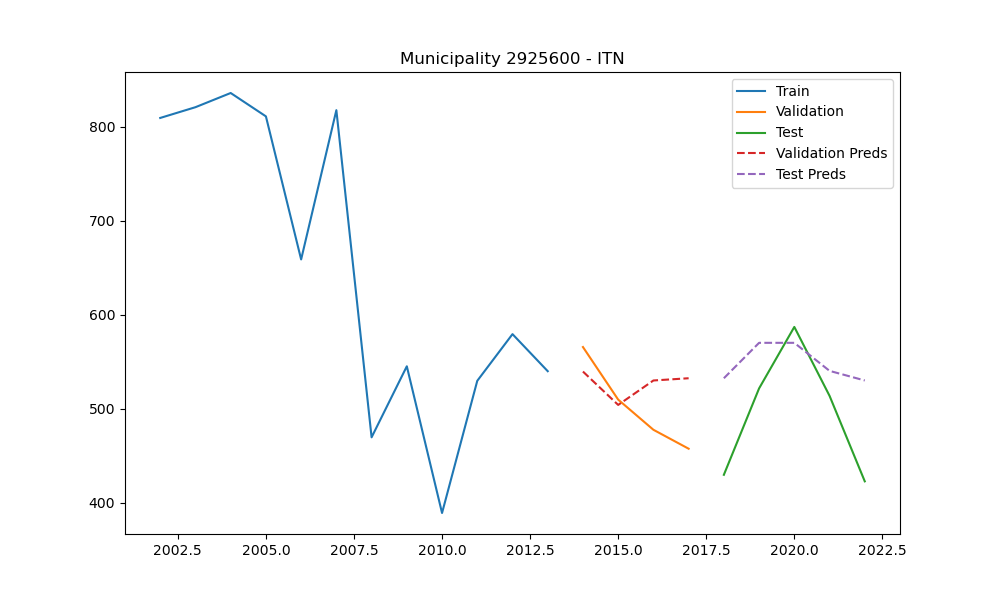 Municipality 2925600 - ITN
Train
Validation
Test
Validation Preds
Test Preds
800
700
600
500
400
2002.5 2005.0 2007.5 2010.0 2012.5 2015.0 2017.5 2020.0 2022.5